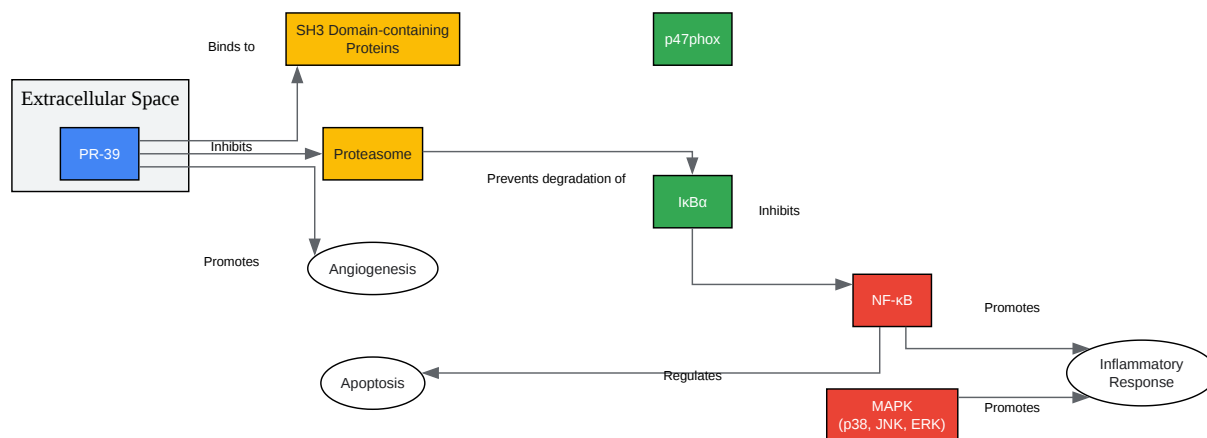 SH3 Domain-containing
Proteins
p47phox
Binds to
Extracellular Space
PR-39
Inhibits
Proteasome
Prevents degradation of
IκBα
Inhibits
Promotes
Angiogenesis
NF-κB
Promotes
Inflammatory
Response
Apoptosis
Regulates
MAPK
(p38, JNK, ERK)
Promotes